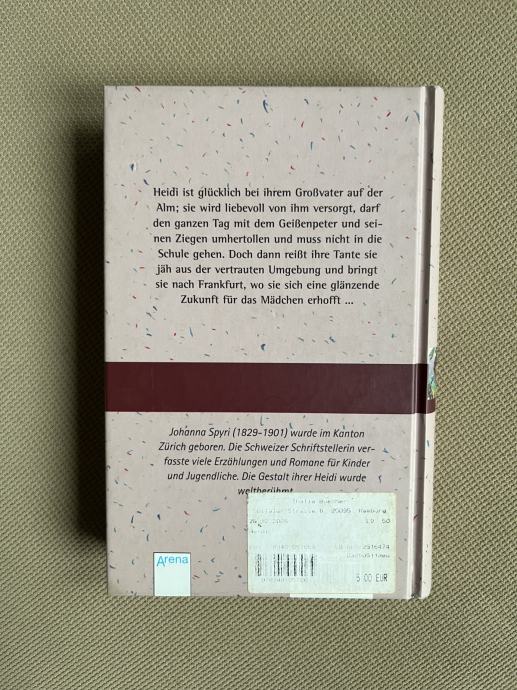 Heidi ist glücklich bei ihrem Großvater auf der
Alm; sie wird liebevoll von ihm versorgt, darf
den ganzen Tag mit dem Geißenpeter und sei-
nen Ziegen umhertollen und muss nicht in die
Schule gehen. Doch dann reißt ihre Tante sie
jäh aus der vertrauten Umgebung und bringt
sie nach Frankfurt, wo sie sich eine glänzende
Zukunft für das Mädchen erhofft ...
Johanna Spyri (1829–1901) wurde im Kanton
Zürich geboren. Die Schweizer Schriftstellerin ver-
fasste viele Erzählungen und Romane für Kinder
und Jugendliche. Die Gestalt ihrer Heidi wurde
weltberühmt
Thalia Buecher
Hamburg
Arena
5.00 EUR